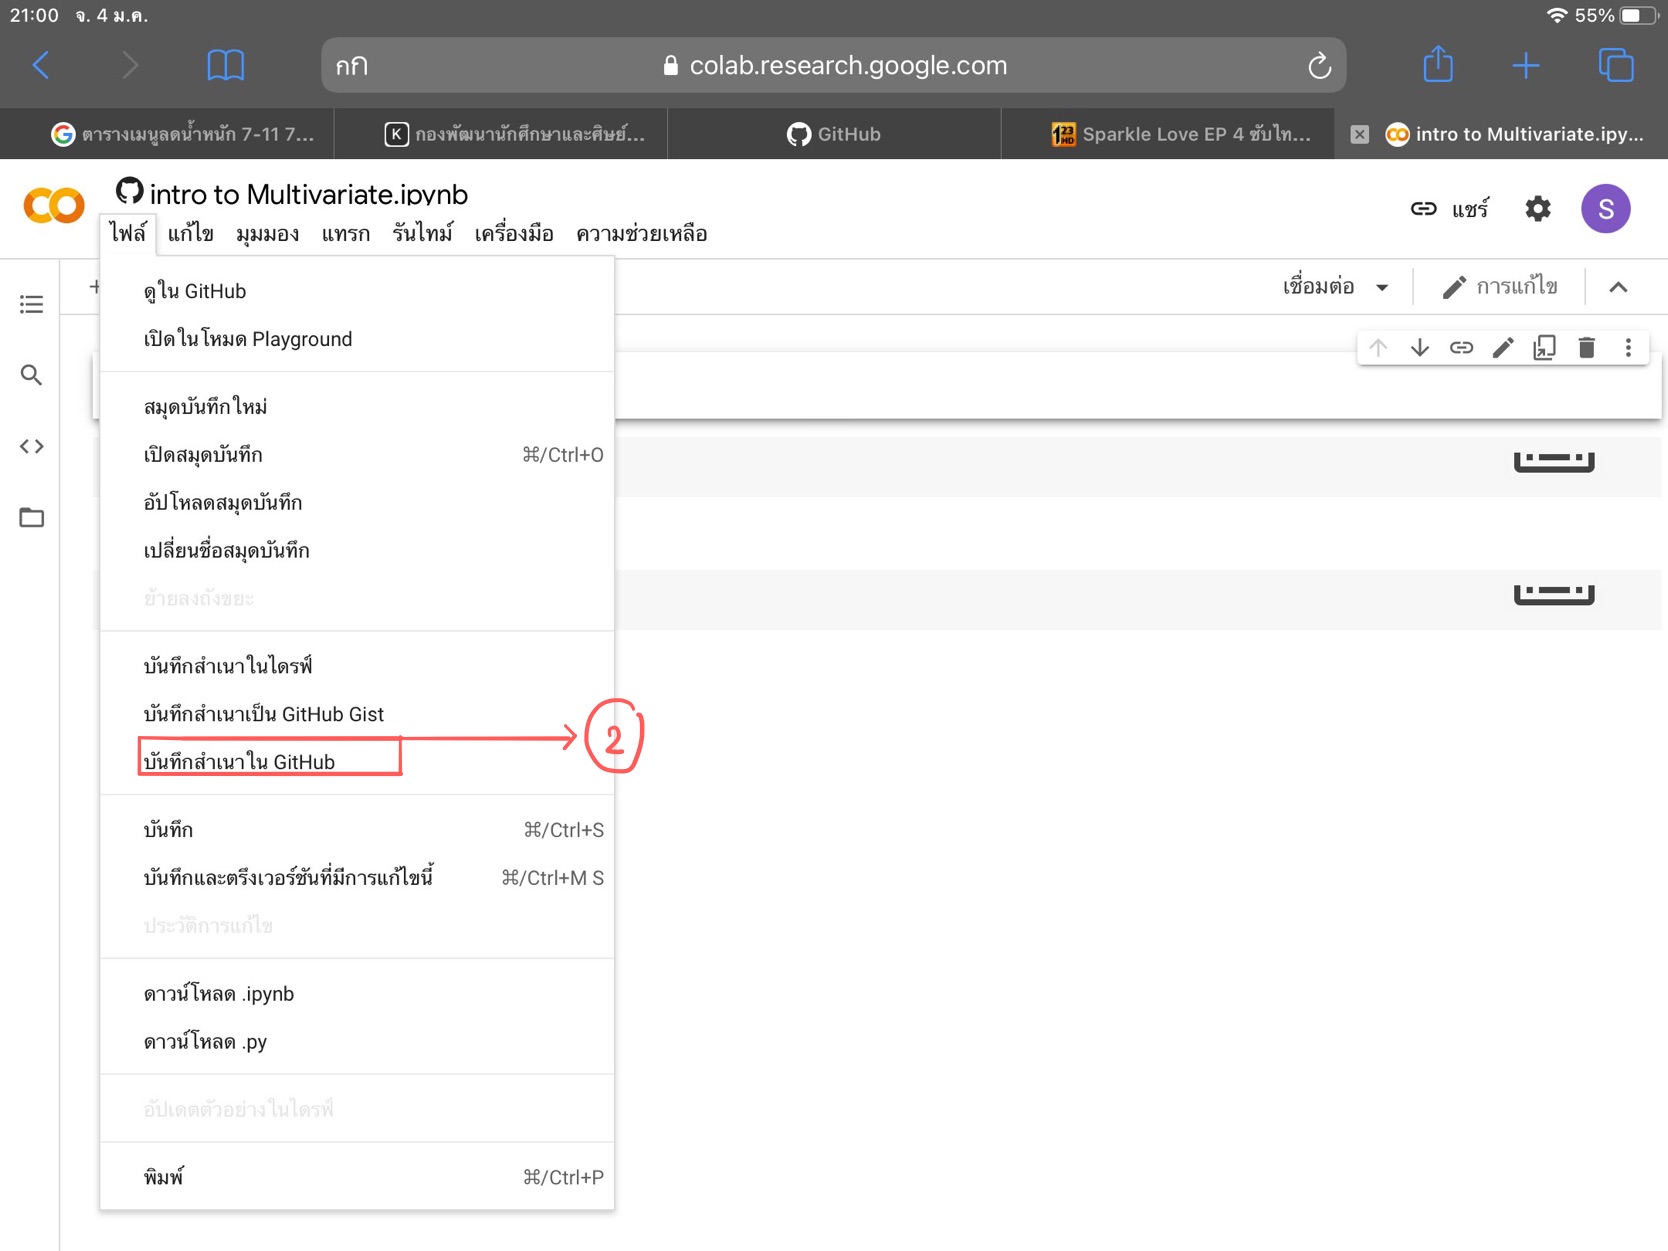 21:00 จ. 4 ม.ค. 55%
กก colab.research.google.com
ตารางเมนูลดน้ำหนัก 7-11 7... K กองพัฒนานักศึกษาและศิษย์... GitHub 123 HD Sparkle Love EP 4 ซับไท... intro to Multivariate.ipy...
intro to Multivariate.ipynb
แชร์ S
ไฟล์ แก้ไข มุมมอง แทรก รันไทม์ เครื่องมือ ความช่วยเหลือ
+ เชื่อมต่อ การแก้ไข
ดูใน GitHub
เปิดในโหมด Playground
สมุดบันทึกใหม่
เปิดสมุดบันทึก ⌘/Ctrl+O
อัปโหลดสมุดบันทึก
เปลี่ยนชื่อสมุดบันทึก
ย้ายลงถังขยะ
บันทึกสำเนาในไดรฟ์
บันทึกสำเนาเป็น GitHub Gist
บันทึกสำเนาใน GitHub 2
บันทึก ⌘/Ctrl+S
บันทึกและตรึงเวอร์ชันที่มีการแก้ไขนี้ ⌘/Ctrl+M S
ประวัติการแก้ไข
ดาวน์โหลด .ipynb
ดาวน์โหลด .py
อัปเดตตัวอย่างในไดรฟ์
พิมพ์ ⌘/Ctrl+P